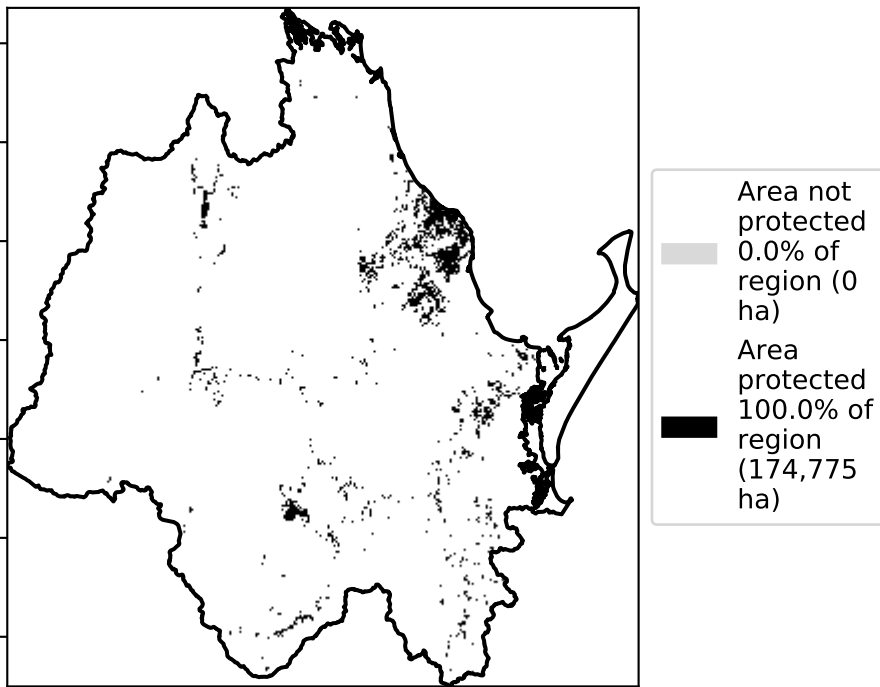 Area not
protected
0.0% of
region (0
ha)
Area
protected
100.0% of
region
(174,775
ha)